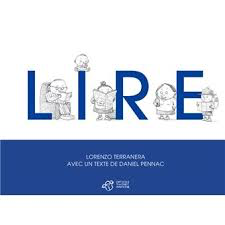 LIRE
LORENZO TERRANERA
AVEC UN TEXTE DE DANIEL PENNAC